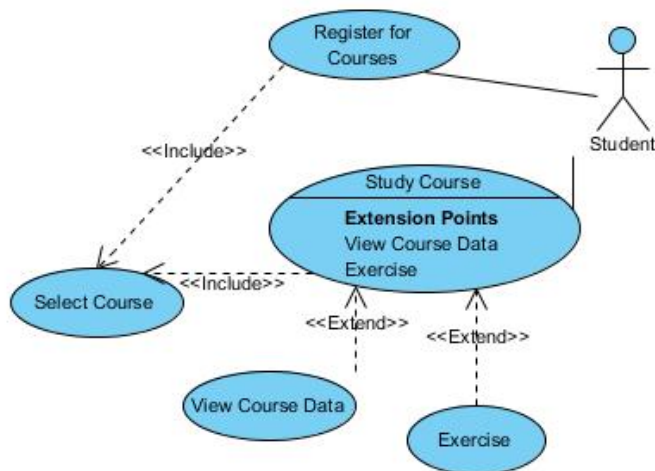 Register for
Courses
Student
<<Include>>
Study Course
Extension Points
View Course Data
Exercise
<<Include>>
Select Course
<<Extend>>
<<Extend>>
View Course Data
Exercise